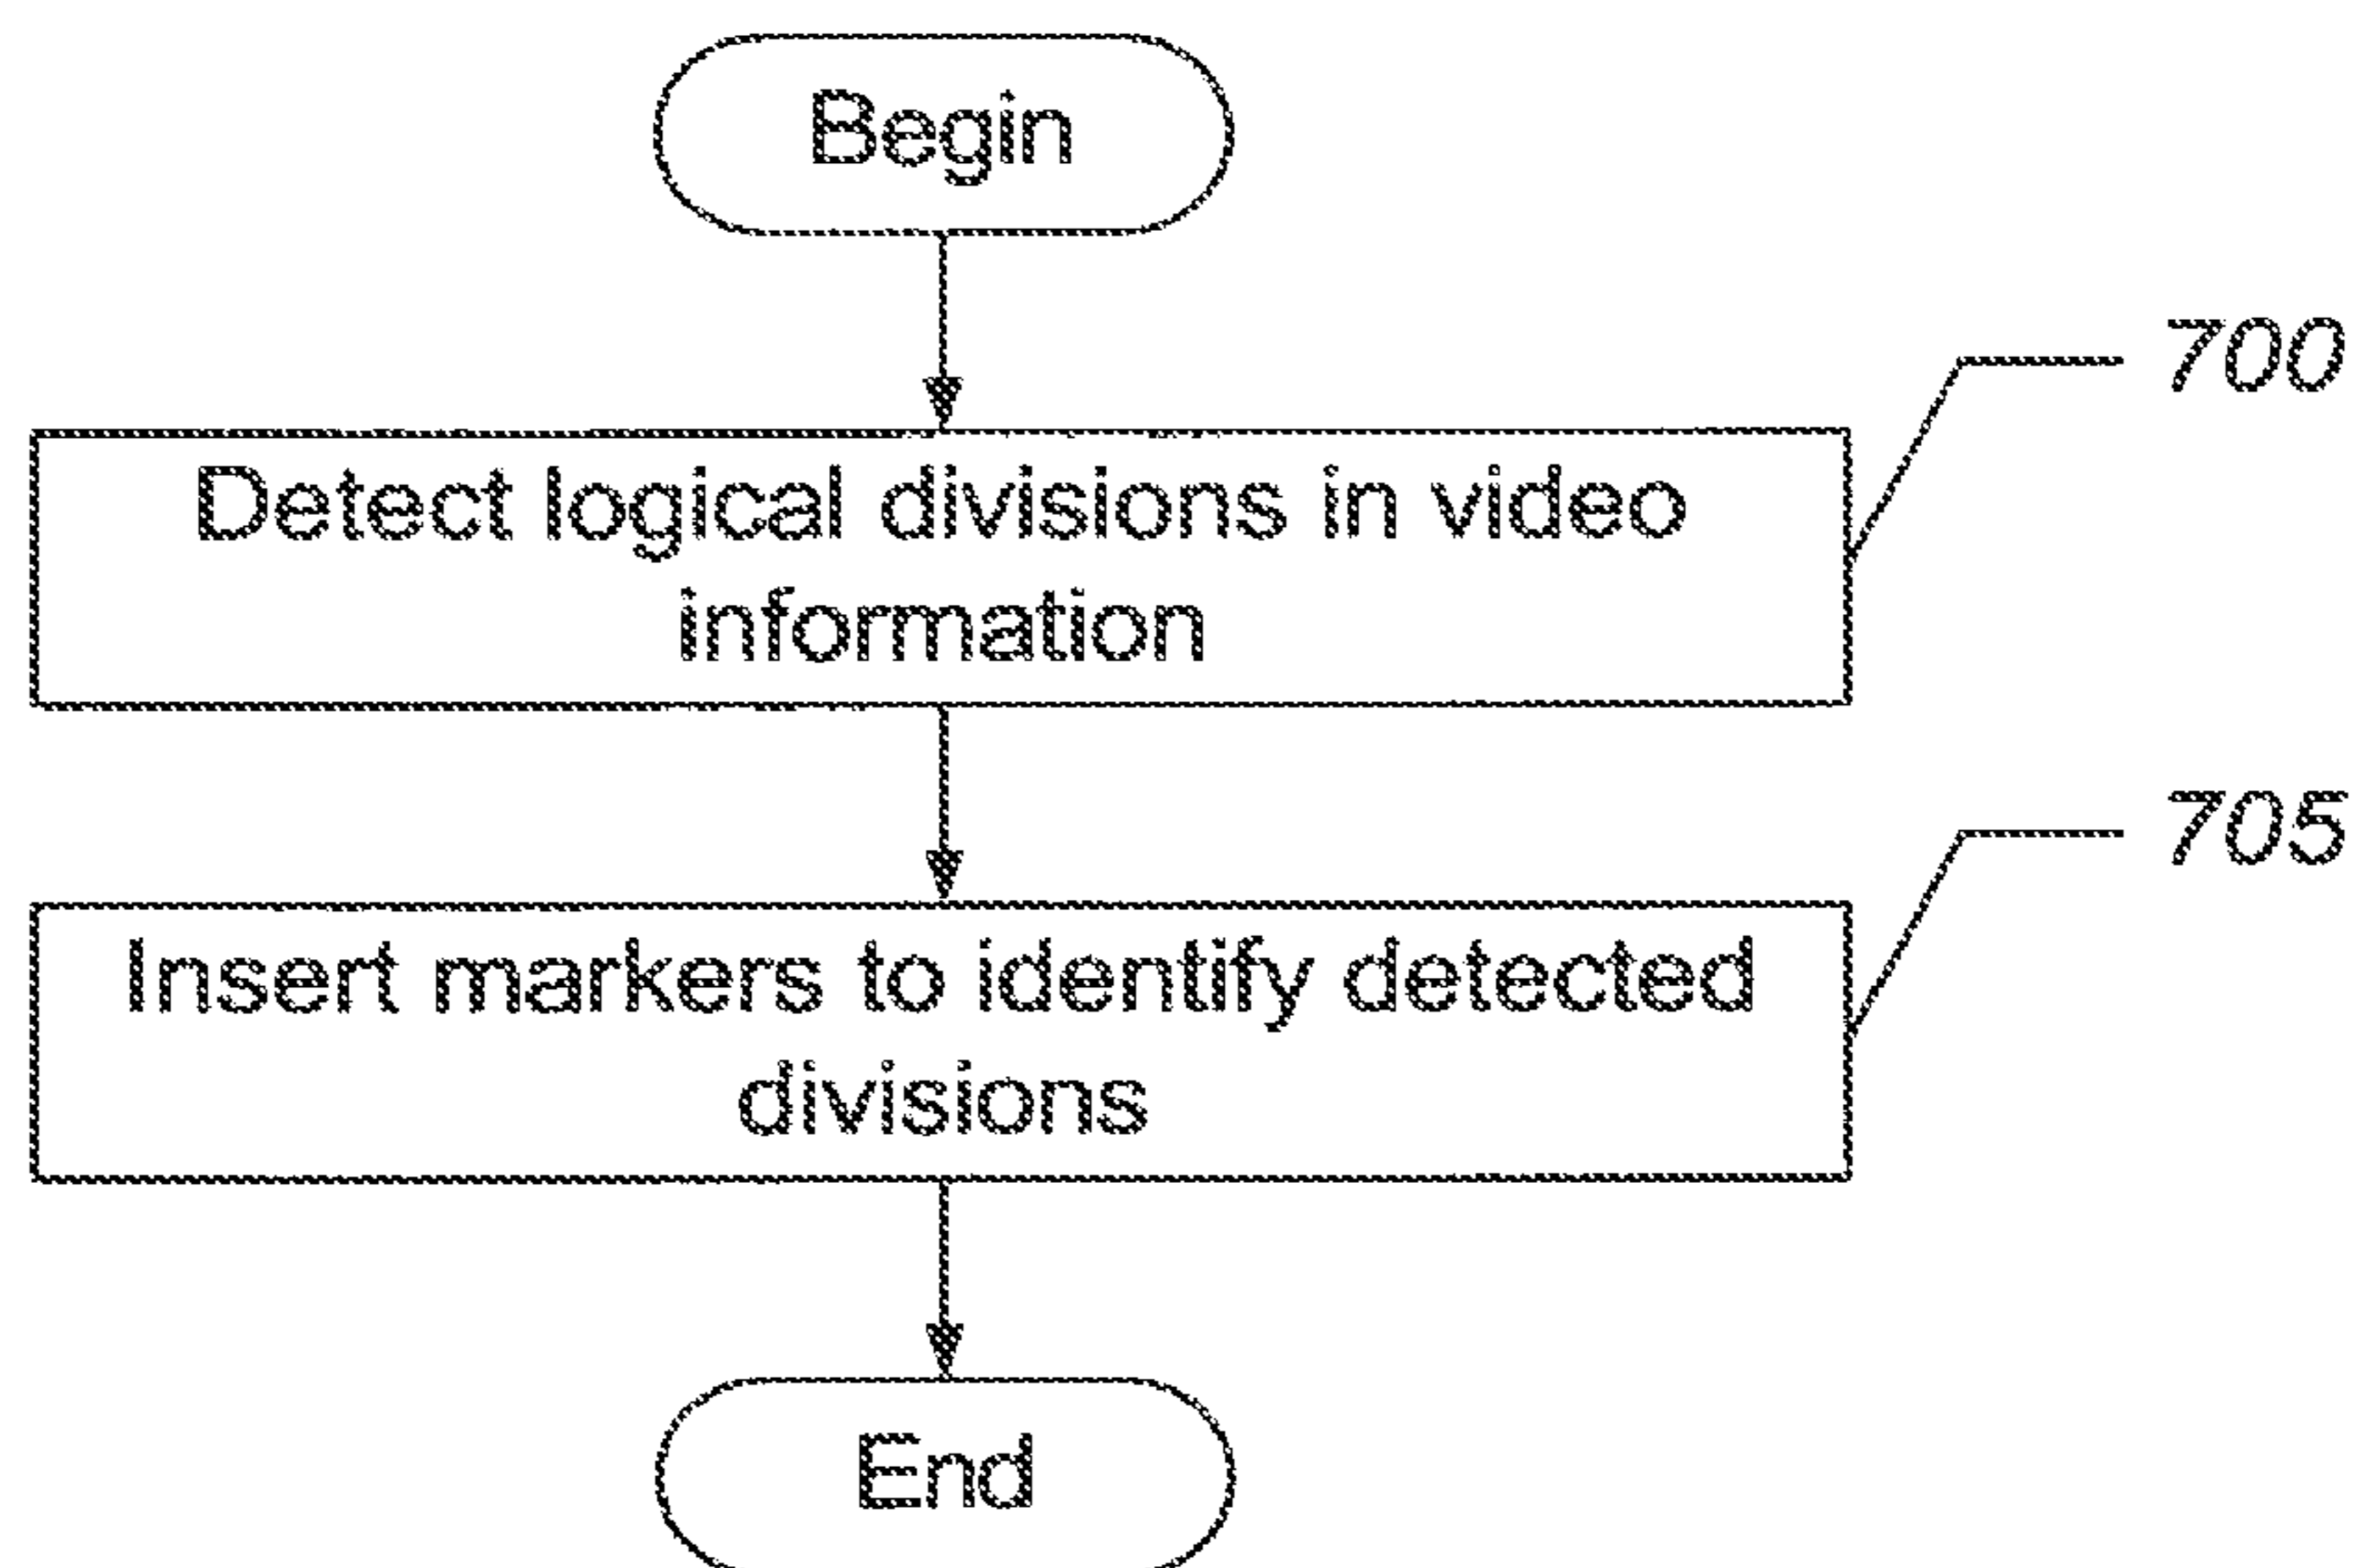 Begin
700
Detect logical divisions in video
information
705
Insert markers to identify detected
divisions
End